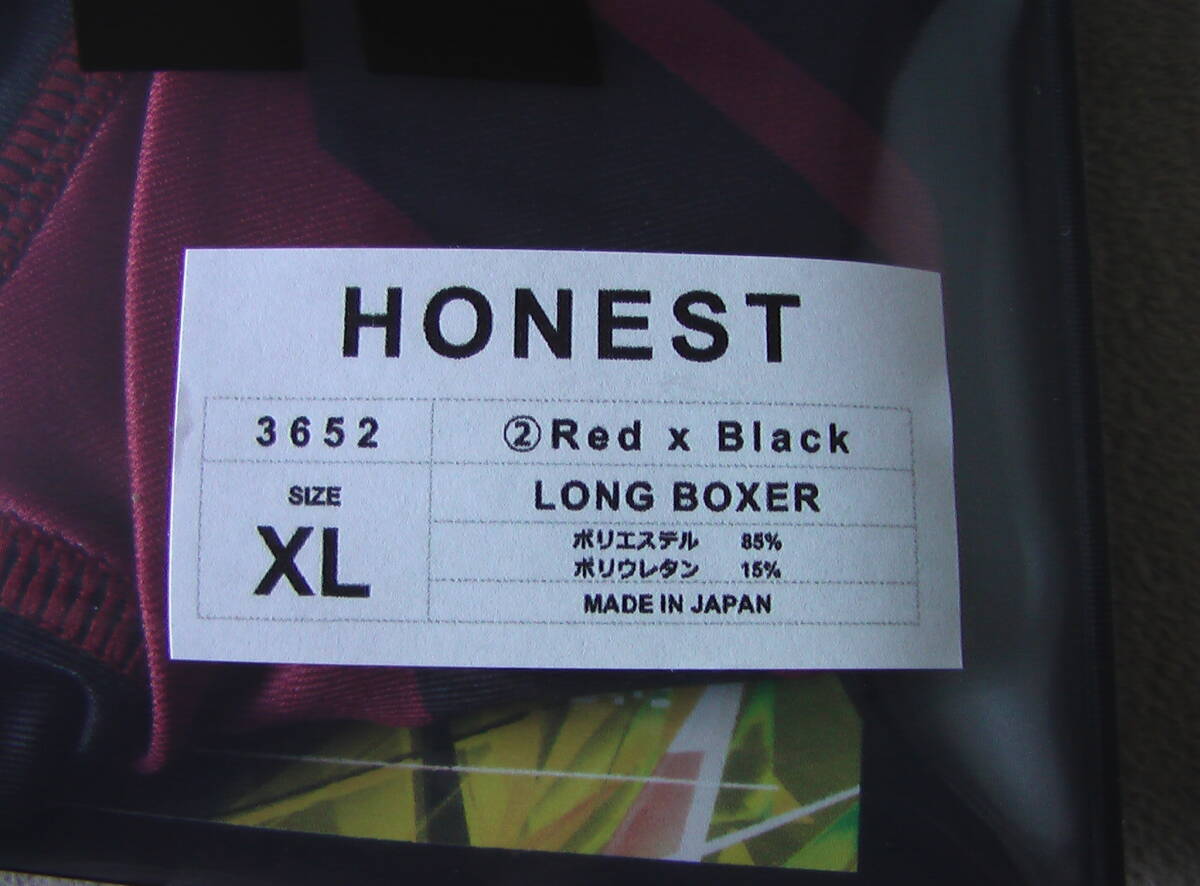 HONEST
3652
②Red x Black
SIZE
XL
LONG BOXER
ポリエステル 85%
ポリウレタン 15%
MADE IN JAPAN